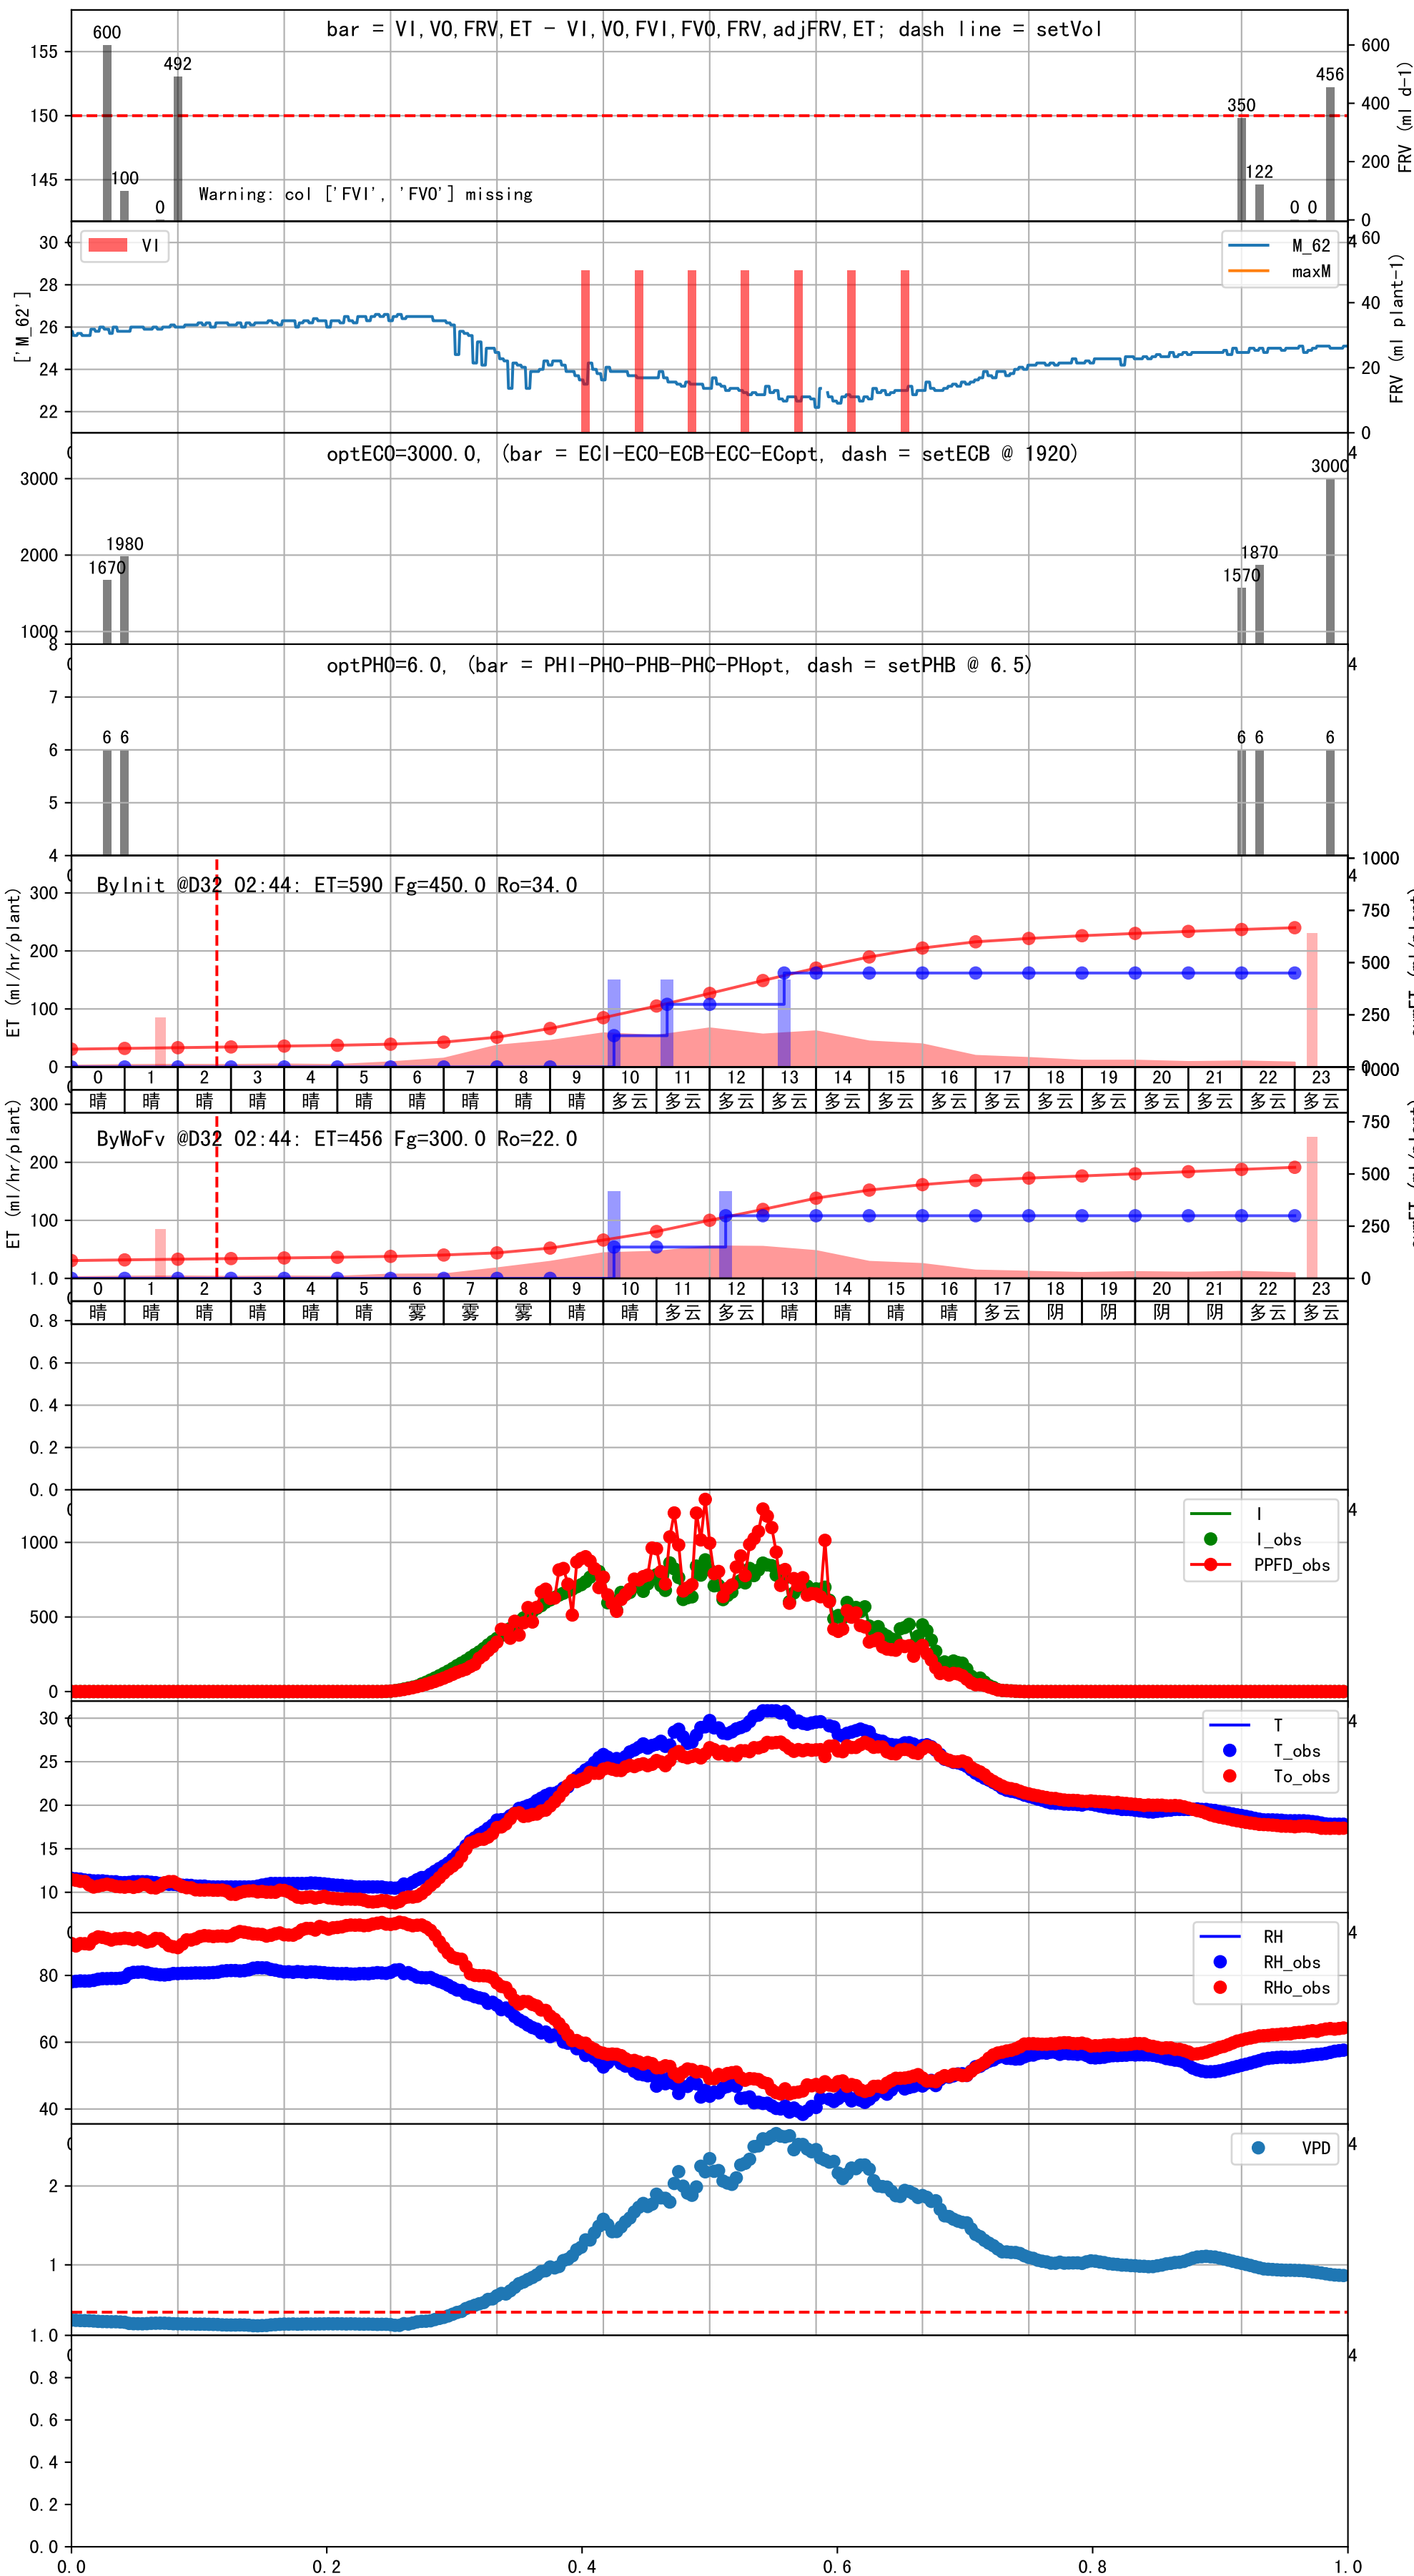 bar = VI,VO,FRV,ET - VI,VO,FVI,FVO,FRV,adjFRV,ET; dash line = setVol
600
100
0
492
350
122
0 0
456
155
150
145
600
400
200
0
FRV (ml d-1)
Warning: col ['FVI', 'FVO'] missing
VI
M_62
maxM
30
28
26
24
22
['M_62']
60
40
20
0
FRV (ml plant-1)
optECO=3000.0, (bar = ECI-ECO-ECB-ECC-ECopt, dash = setECB @ 1920)
3000
2000
1000
1670
1980
1570
1870
3000
optPHO=6.0, (bar = PHI-PHO-PHB-PHC-PHopt, dash = setPHB @ 6.5)
8
7
6
5
4
6 6
6 6
6
ByInit @D32 02:44: ET=590 Fg=450.0 Ro=34.0
ET (ml/hr/plant)
300
200
100
0
1000
750
500
250
0
0 1 2 3 4 5 6 7 8 9 10 11 12 13 14 15 16 17 18 19 20 21 22 23
晴 晴 晴 晴 晴 晴 晴 晴 晴 晴 多云 多云 多云 多云 多云 多云 多云 多云 多云 多云 多云 多云 多云 多云
ByWoFv @D32 02:44: ET=456 Fg=300.0 Ro=22.0
ET (ml/hr/plant)
300
200
100
1000
750
500
250
0
0 1 2 3 4 5 6 7 8 9 10 11 12 13 14 15 16 17 18 19 20 21 22 23
晴 晴 晴 晴 晴 晴 雾 雾 雾 晴 晴 多云 多云 晴 晴 晴 晴 多云 阴 阴 阴 阴 多云 多云
1.0
0.8
0.6
0.4
0.2
0.0
I
I_obs
PPFD_obs
1000
500
0
T
T_obs
To_obs
30
25
20
15
10
RH
RH_obs
RHo_obs
80
60
40
VPD
2
1
1.0
0.8
0.6
0.4
0.2
0.0
0.0 0.2 0.4 0.6 0.8 1.0